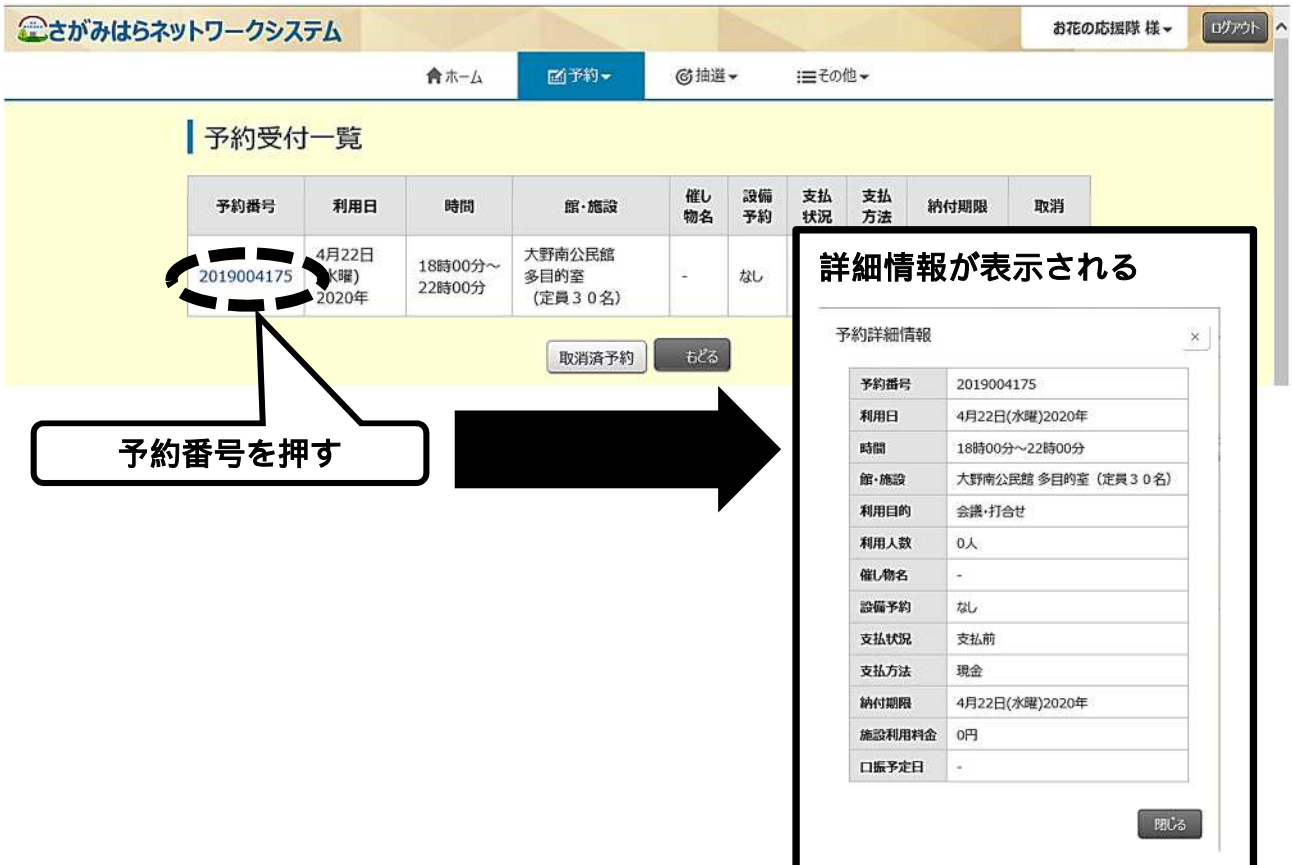 さがみはらネットワークシステム
お花の応援隊 様
ログアウト
ホーム
予約
抽選
その他
予約受付一覧
予約番号 利用日 時間 館・施設 催し物名 設備予約 支払状況 支払方法 納付期限 取消
2019004175
4月22日
水曜)
2020年
18時00分～
22時00分
大野南公民館
多目的室
(定員３０名)
-
なし
取消済予約
もどる
予約番号を押す
詳細情報が表示される
予約詳細情報
×
予約番号 2019004175
利用日 4月22日(水曜)2020年
時間 18時00分～22時00分
館・施設 大野南公民館 多目的室（定員３０名）
利用目的 会議・打合せ
利用人数 0人
催し物名 -
設備予約 なし
支払状況 支払前
支払方法 現金
納付期限 4月22日(水曜)2020年
施設利用料金 0円
口振予定日 -
閉じる